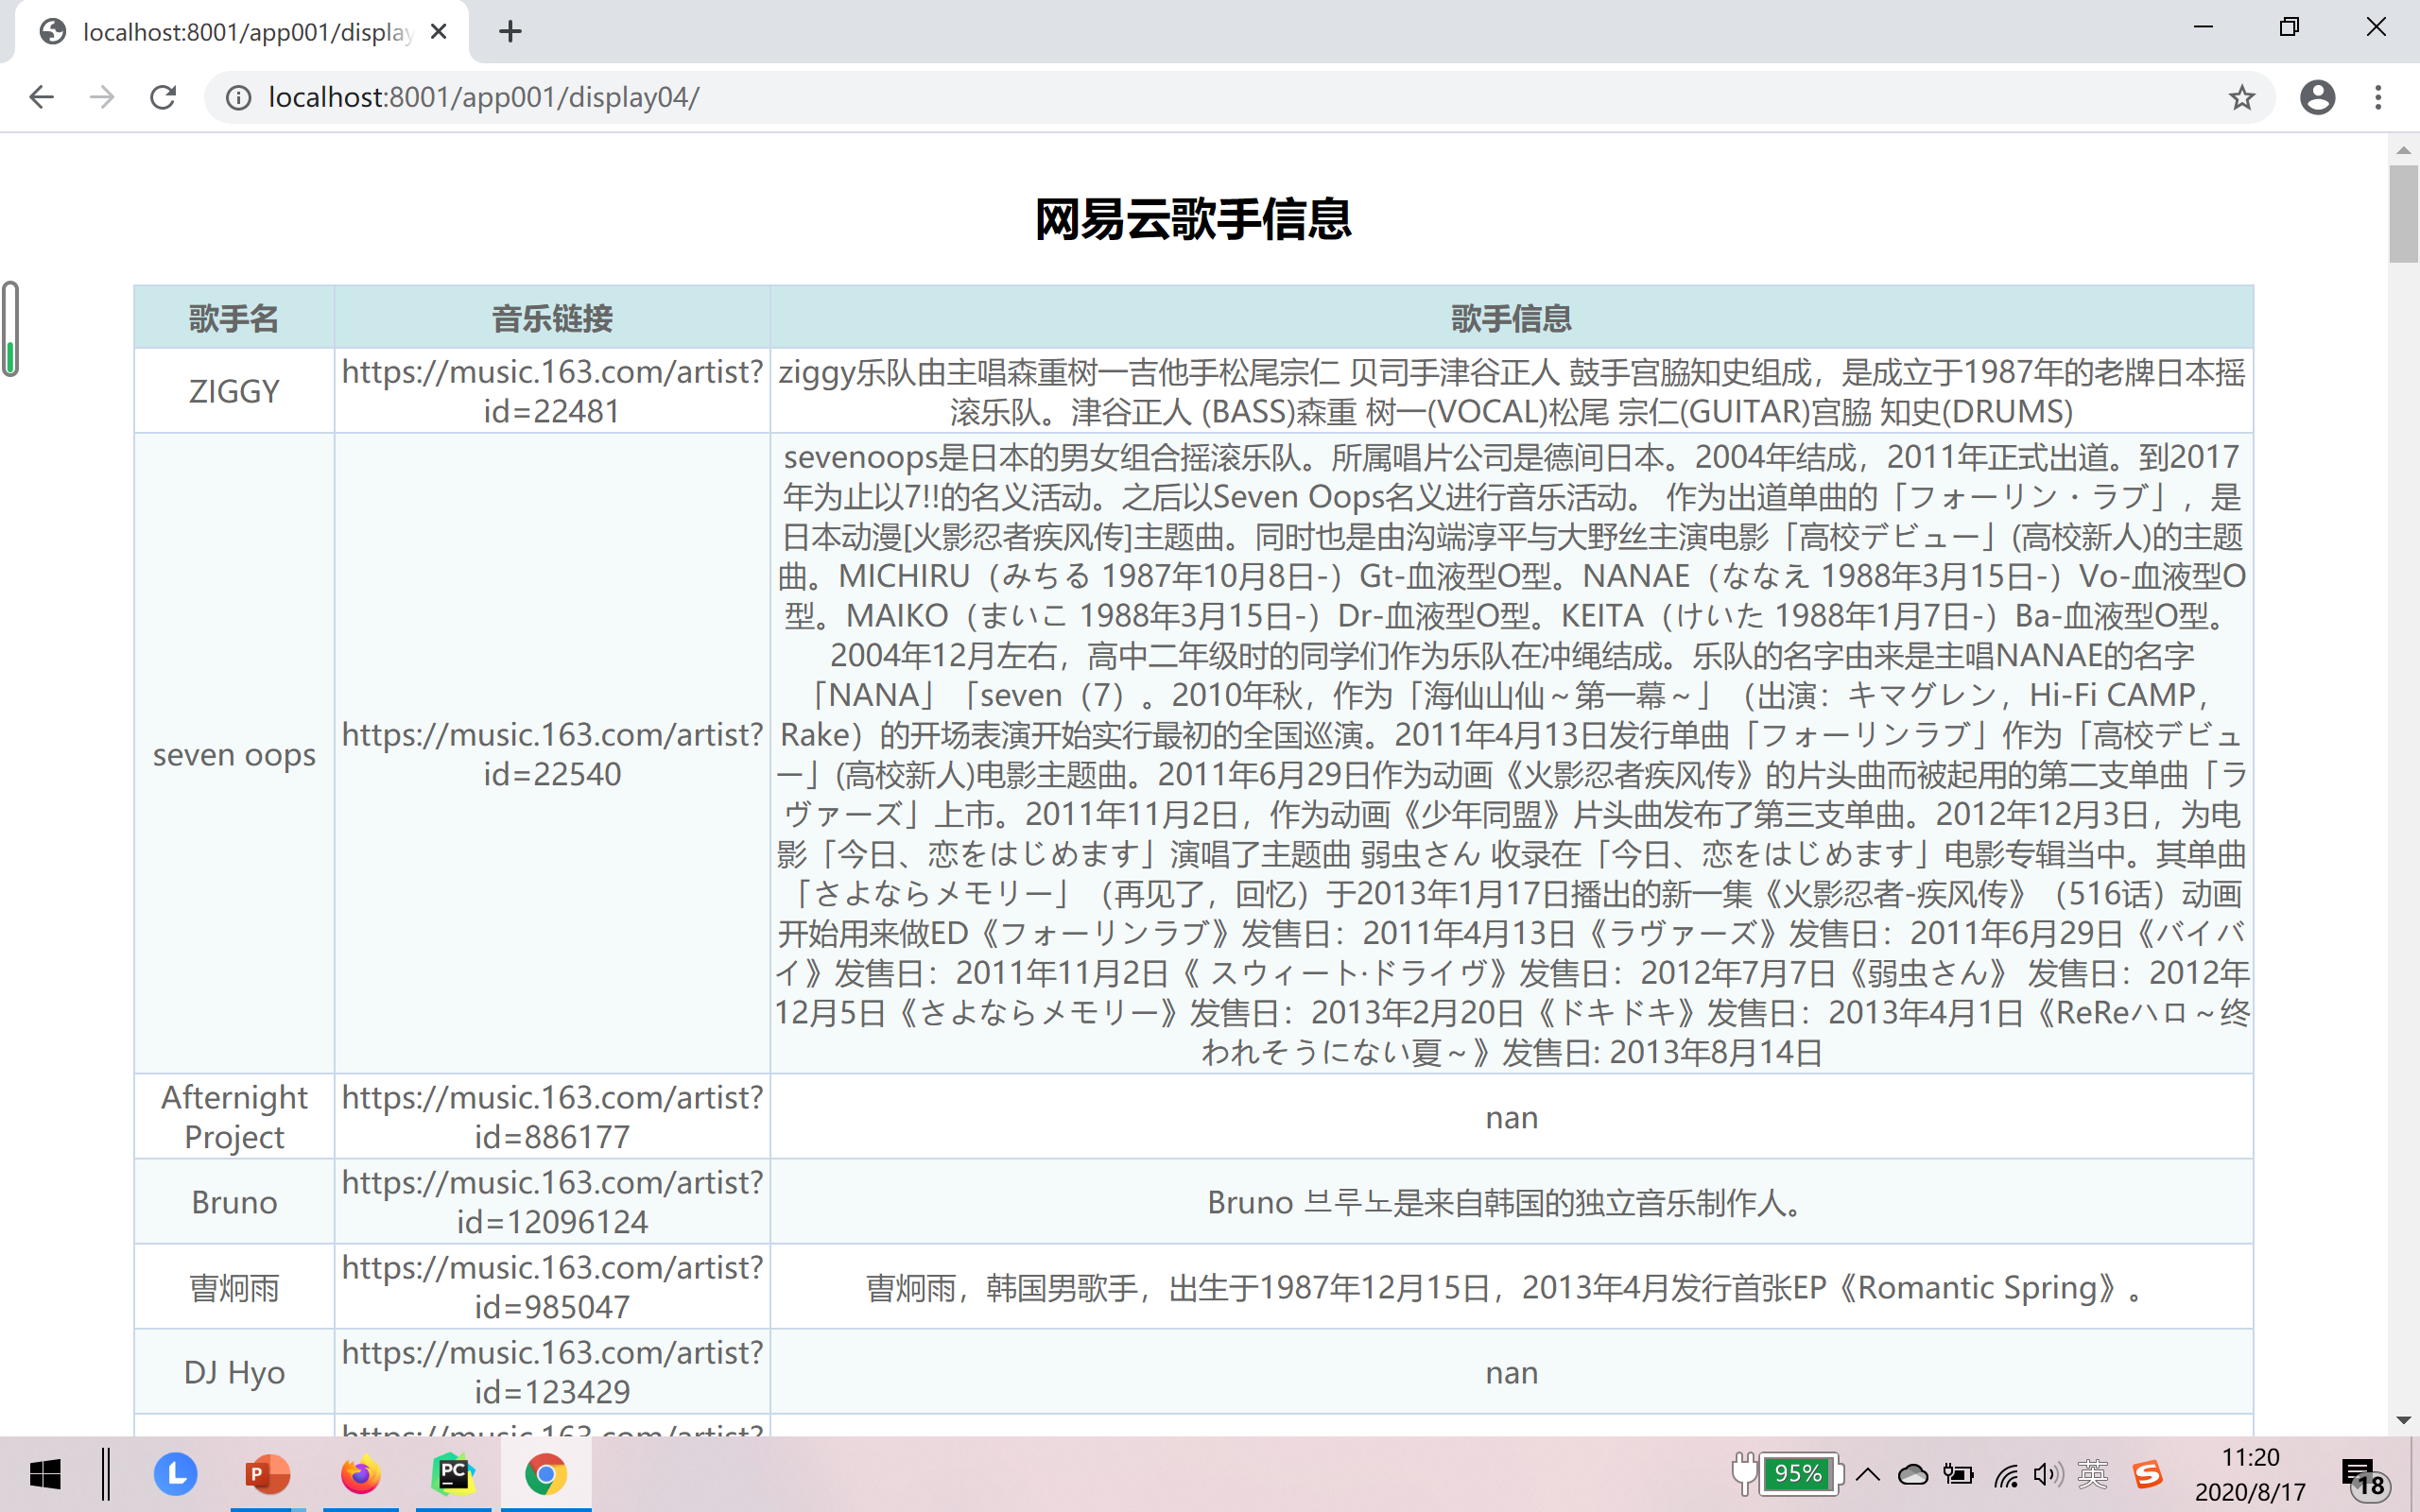 localhost:8001/app001/display
localhost:8001/app001/display04/
网易云歌手信息
歌手名 音乐链接 歌手信息
ZIGGY
https://music.163.com/artist?
id=22481
ziggy乐队由主唱森重树一吉他手松尾宗仁 贝司手津谷正人 鼓手宫脇知史组成，是成立于1987年的老牌日本摇
滚乐队。津谷正人 (BASS)森重 树一(VOCAL)松尾 宗仁(GUITAR)宫脇 知史(DRUMS)
seven oops
https://music.163.com/artist?
id=22540
sevenoops是日本的男女组合摇滚乐队。所属唱片公司是德间日本。2004年结成，2011年正式出道。到2017
年为止以7!!的名义活动。之后以Seven Oops名义进行音乐活动。 作为出道单曲的「フォーリン・ラブ」，是
日本动漫[火影忍者疾风传]主题曲。同时也是由沟端淳平与大野丝主演电影「高校デビュー」(高校新人)的主题
曲。MICHIRU（みちる 1987年10月8日-）Gt-血液型O型。NANAE（ななえ 1988年3月15日-）Vo-血液型O
型。MAIKO（まいこ 1988年3月15日-）Dr-血液型O型。KEITA（けいた 1988年1月7日-）Ba-血液型O型。
2004年12月左右，高中二年级时的同学们作为乐队在冲绳结成。乐队的名字由来是主唱NANAE的名字
「NANA」「seven（7）。2010年秋，作为「海仙山仙～第一幕～」（出演：キマグレン，Hi-Fi CAMP，
Rake）的开场表演开始实行最初的全国巡演。2011年4月13日发行单曲「フォーリンラブ」作为「高校デビュ
ー」(高校新人)电影主题曲。2011年6月29日作为动画《火影忍者疾风传》的片头曲而被起用的第二支单曲「ラ
ヴァーズ」上市。2011年11月2日，作为动画《少年同盟》片头曲发布了第三支单曲。2012年12月3日，为电
影「今日、恋をはじめます」演唱了主题曲 弱虫さん 收录在「今日、恋をはじめます」电影专辑当中。其单曲
「さよならメモリー」（再见了，回忆）于2013年1月17日播出的新一集《火影忍者-疾风传》（516话）动画
开始用来做ED《フォーリンラブ》发售日：2011年4月13日《ラヴァーズ》发售日：2011年6月29日《バイバ
イ》发售日：2011年11月2日《 スウィート·ドライヴ》发售日：2012年7月7日《弱虫さん》 发售日：2012年
12月5日《さよならメモリー》发售日：2013年2月20日《ドキドキ》发售日：2013年4月1日《ReReハロ～终
われそうにない夏～》发售日: 2013年8月14日
Afternight
Project
https://music.163.com/artist?
id=886177
nan
Bruno
https://music.163.com/artist?
id=12096124
Bruno 브루노是来自韩国的独立音乐制作人。
曺炯雨
https://music.163.com/artist?
id=985047
曺炯雨，韩国男歌手，出生于1987年12月15日，2013年4月发行首张EP《Romantic Spring》。
DJ Hyo
https://music.163.com/artist?
id=123429
nan
https://music.163.com/artist?
95%
英
11:20
2020/8/17
18